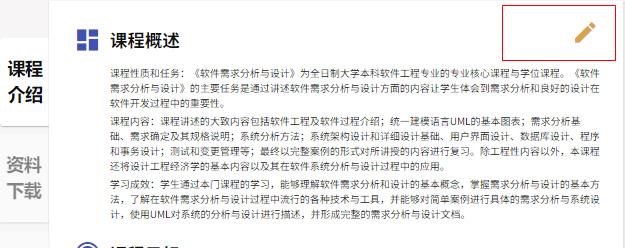 课程概述
课程
介绍
课程性质和任务：《软件需求分析与设计》为全日制大学本科软件工程专业的专业核心课程与学位课程。《软件
需求分析与设计》的主要任务是通过讲述软件需求分析与设计方面的内容让学生体会到需求分析和良好的设计在
软件开发过程中的重要性。
课程内容：课程讲述的大致内容包括软件工程及软件过程介绍；统一建模语言UML的基本图表；需求分析基
础、需求确定及其规格说明；系统分析方法；系统架构设计和详细设计基础、用户界面设计、数据库设计、程序
和事务设计；测试和变更管理等；最终以完整案例的形式对所讲授的内容进行复习。除工程性内容以外，本课程
还将设计工程经济学的基本内容以及其在软件系统分析与设计过程中的应用。
资料
下载
学习成效：学生通过本门课程的学习，能够理解软件需求分析和设计的基本概念，掌握需求分析与设计的基本方
法，了解在软件需求分析与设计过程中流行的各种技术与工具，并能够对简单案例进行具体的需求分析与系统设
计，使用UML对系统的分析与设计进行描述，并形成完整的需求分析与设计文档。